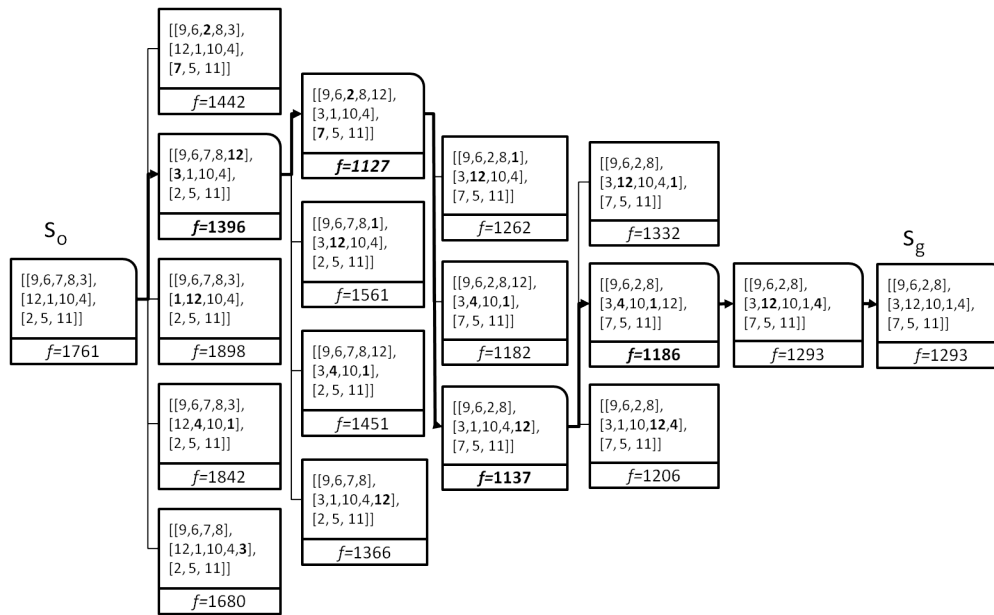 S₀
[[9,6,7,8,3],
[12,1,10,4],
[2, 5, 11]]
f=1761
[[9,6,2,8,3],
[12,1,10,4],
[7, 5, 11]]
f=1442
[[9,6,7,8,12],
[3,1,10,4],
[2, 5, 11]]
f=1396
[[9,6,7,8,3],
[1,12,10,4],
[2, 5, 11]]
f=1898
[[9,6,7,8,3],
[12,4,10,1],
[2, 5, 11]]
f=1842
[[9,6,7,8],
[12,1,10,4,3],
[2, 5, 11]]
f=1680
[[9,6,2,8,12],
[3,1,10,4],
[7, 5, 11]]
f=1127
[[9,6,7,8,1],
[3,12,10,4],
[2, 5, 11]]
f=1561
[[9,6,7,8,12],
[3,4,10,1],
[2, 5, 11]]
f=1451
[[9,6,7,8],
[3,1,10,4,12],
[2, 5, 11]]
f=1366
[[9,6,2,8,1],
[3,12,10,4],
[7, 5, 11]]
f=1262
[[9,6,2,8,12],
[3,4,10,1],
[7, 5, 11]]
f=1182
[[9,6,2,8],
[3,1,10,4,12],
[7, 5, 11]]
f=1137
[[9,6,2,8],
[3,12,10,4,1],
[7, 5, 11]]
f=1332
[[9,6,2,8],
[3,4,10,1,12],
[7, 5, 11]]
f=1186
[[9,6,2,8],
[3,1,10,12,4],
[7, 5, 11]]
f=1206
[[9,6,2,8],
[3,12,10,1,4],
[7, 5, 11]]
f=1293
S_g
[[9,6,2,8],
[3,12,10,1,4],
[7, 5, 11]]
f=1293